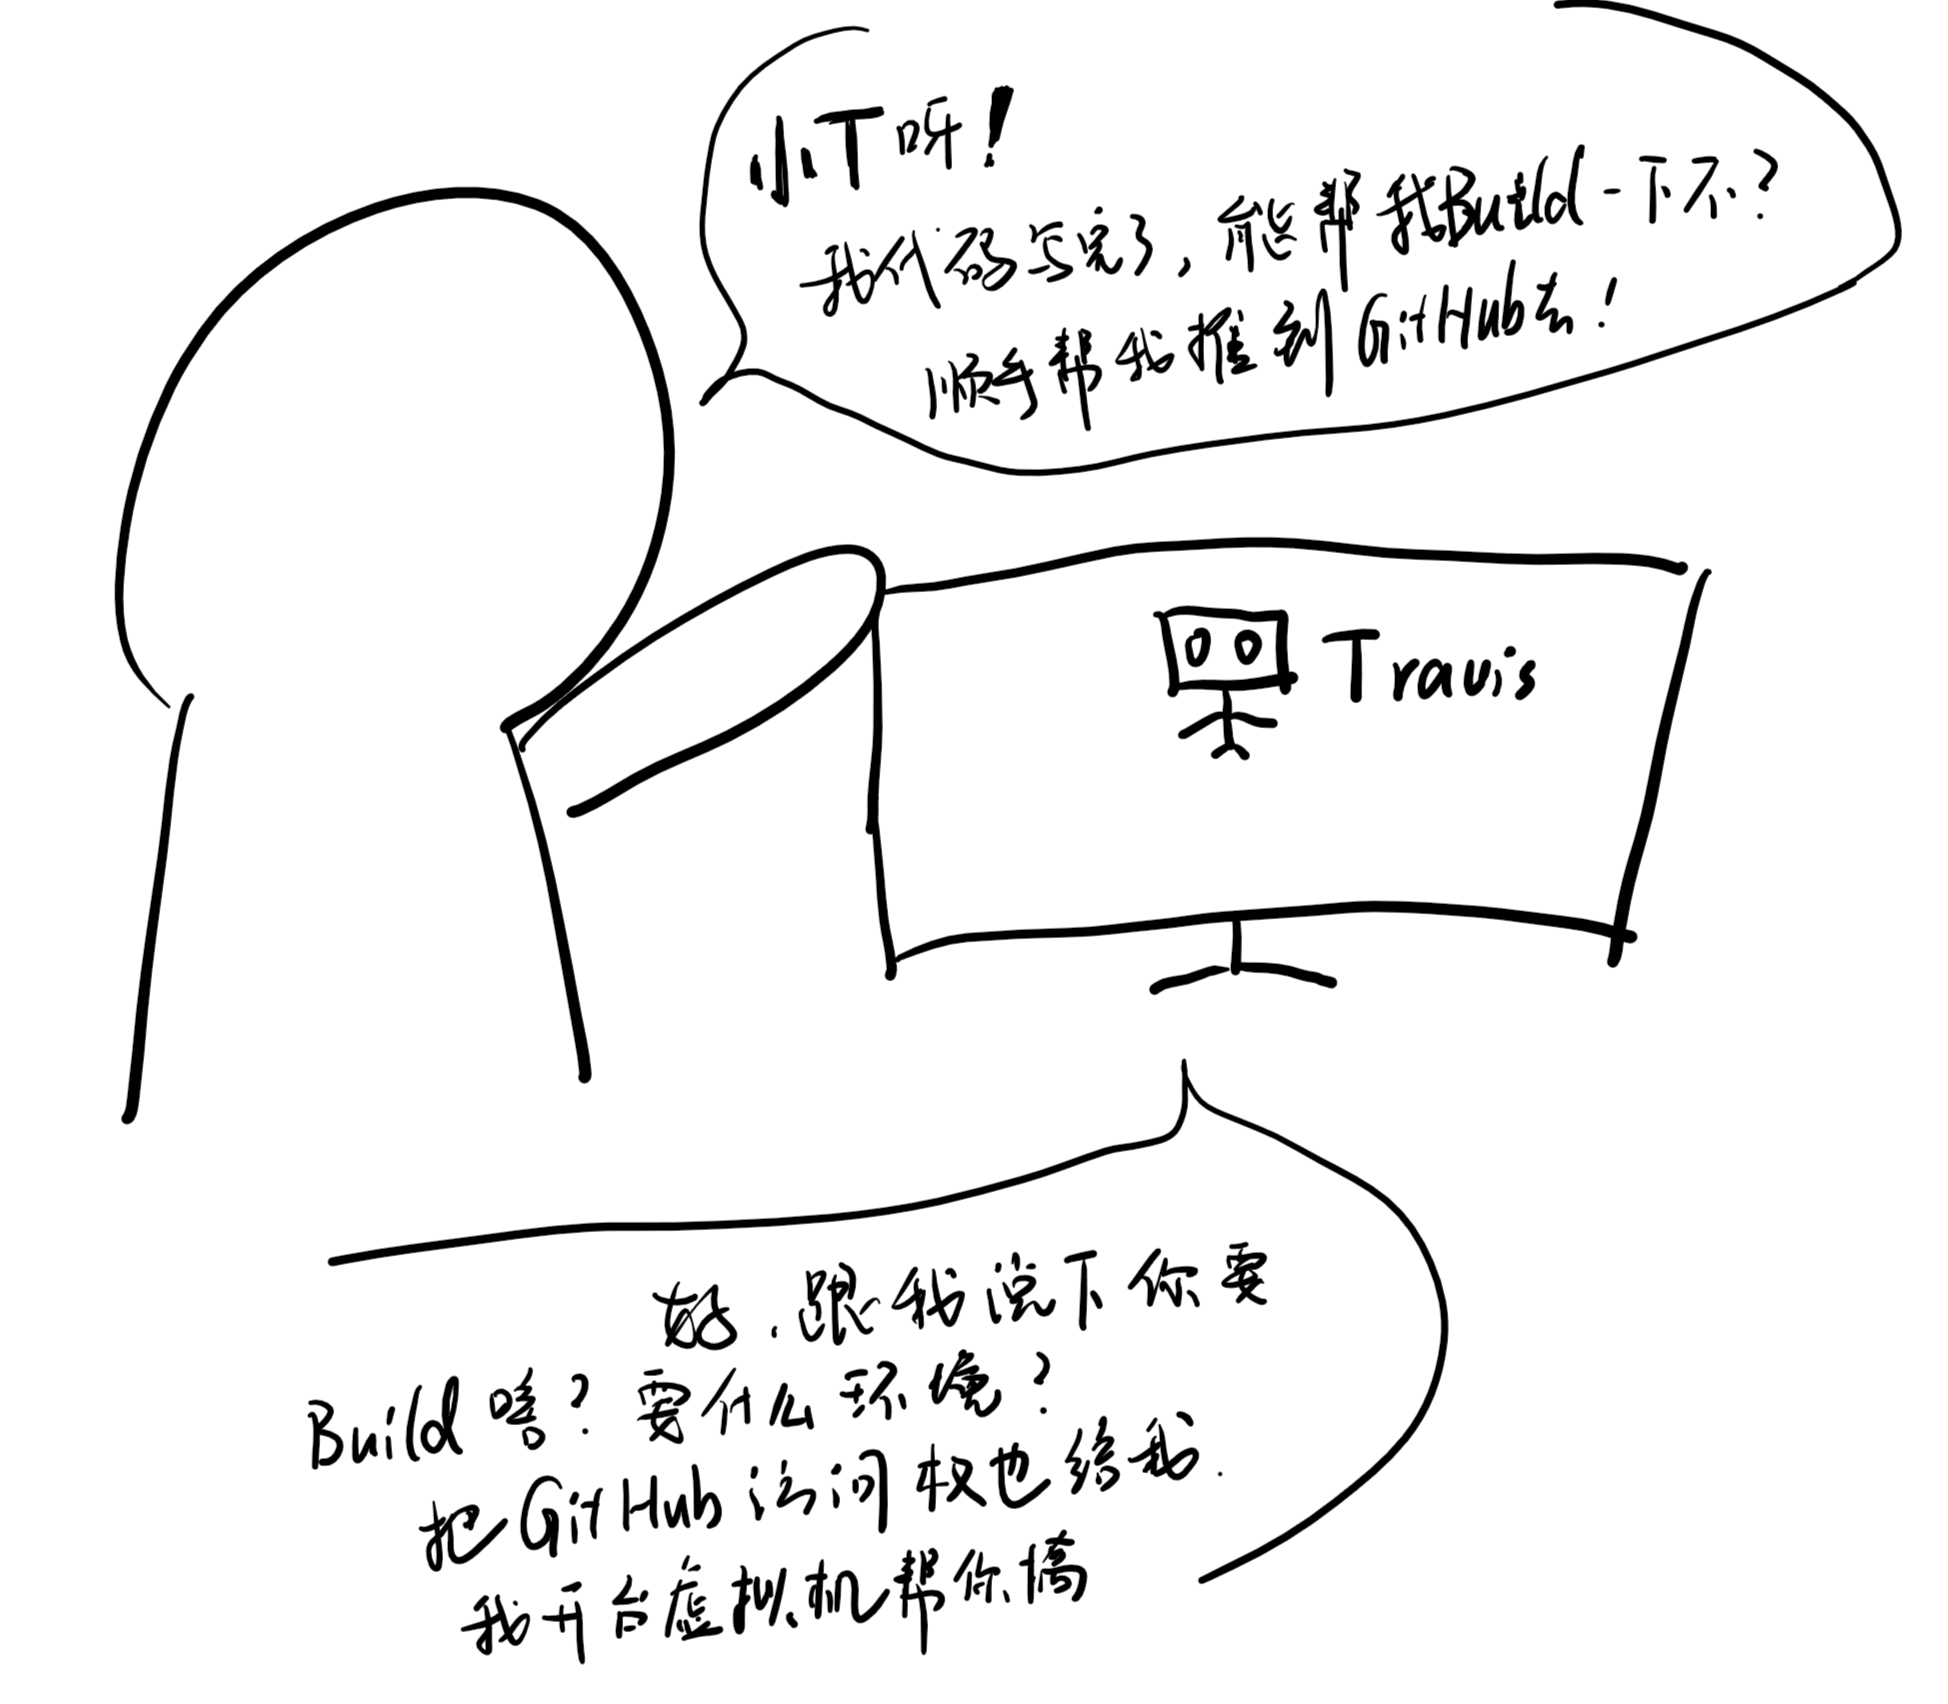 小T呀!
我代码写完了,能帮我Build一下不?
顺手帮我推到GitHub去!
Travis
好.跟我说下你要
Build啥?要什么环境?
把GitHub访问权也给我.
我开台虚拟机帮你搞